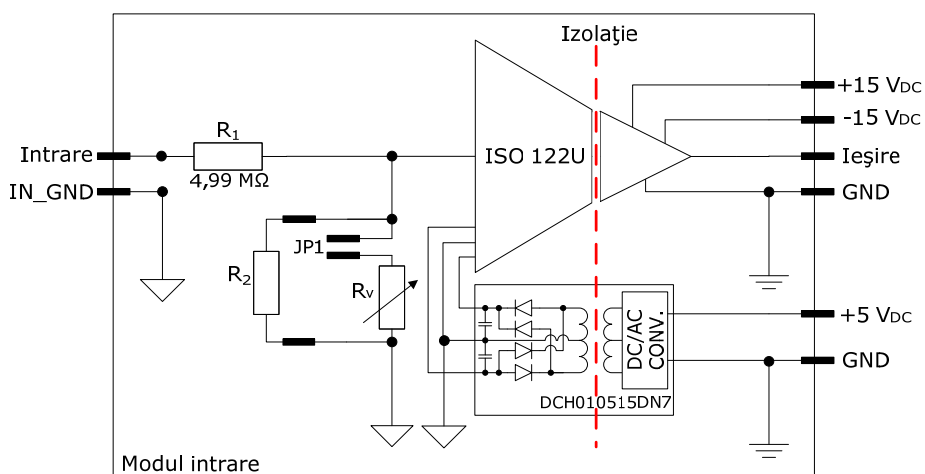 Izolaţie
+15 VDC
-15 VDC
R1
Intrare
4,99 MΩ
ISO 122U
Ieşire
IN_GND
GND
JP1
R2
Rv
DC/AC
CONV.
+5 VDC
GND
DCH010515DN7
Modul intrare